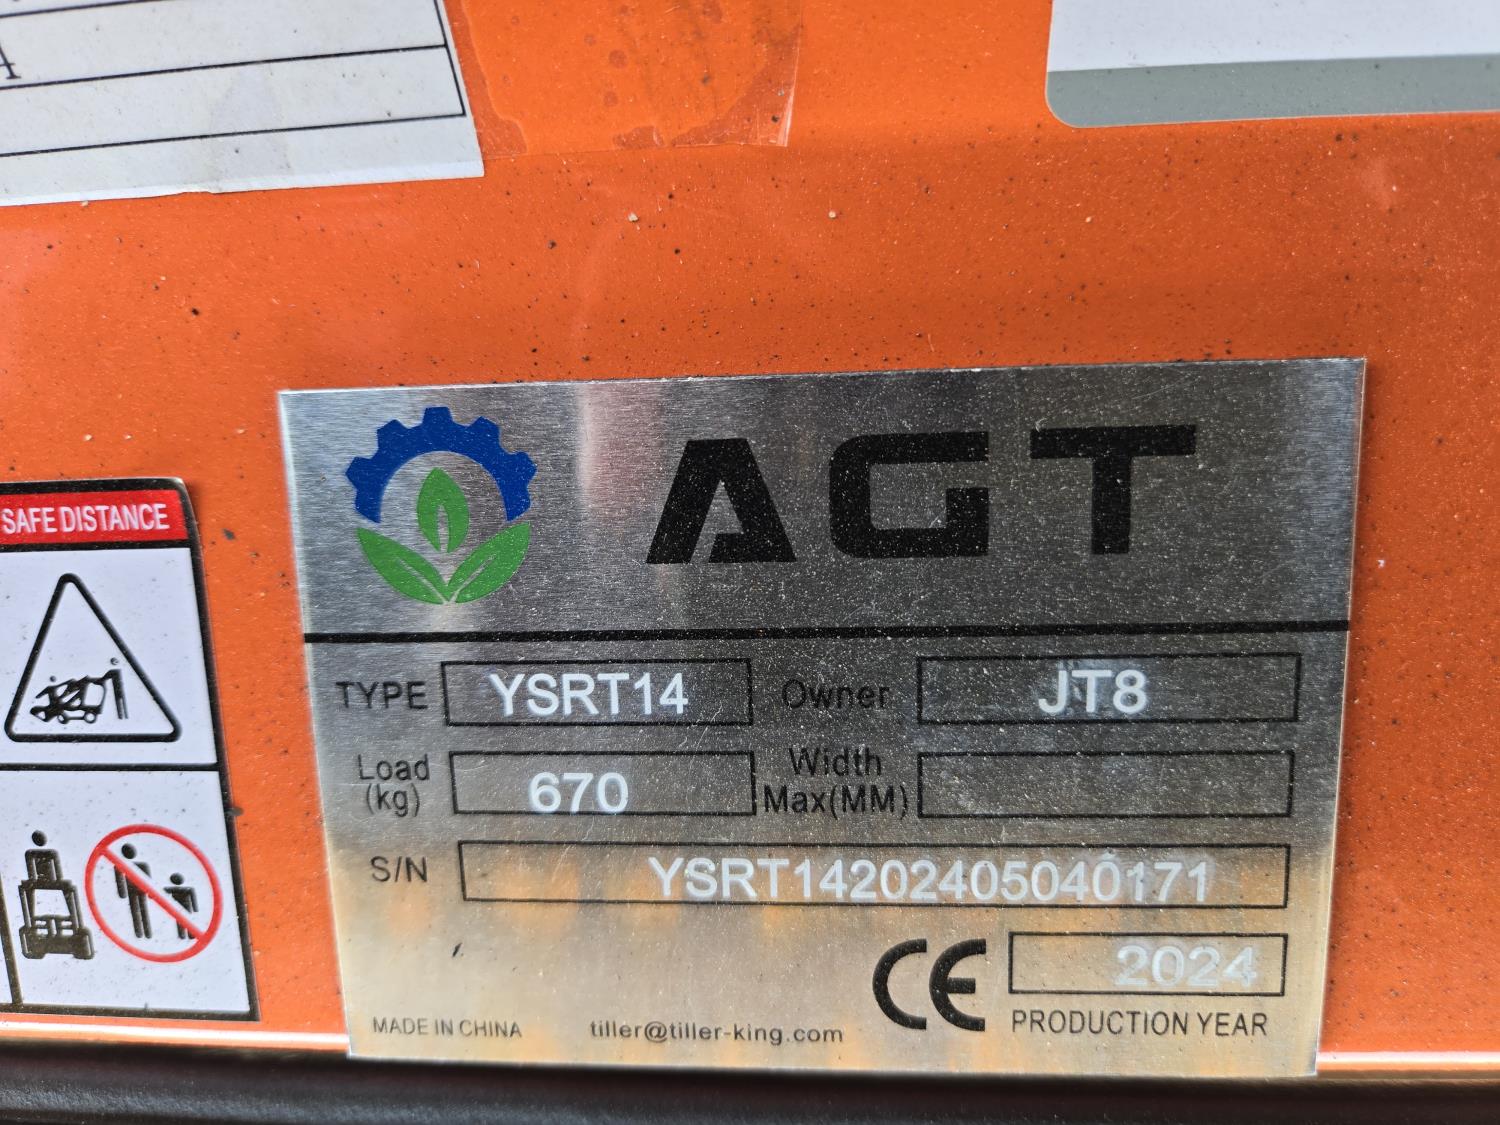 4
SAFE DISTANCE
AGT
TYPE YSRT14 Owner JT8
Load (kg) 670 Width Max(MM)
S/N YSRT14202405040171
CE 2024
MADE IN CHINA tiller@tiller-king.com PRODUCTION YEAR